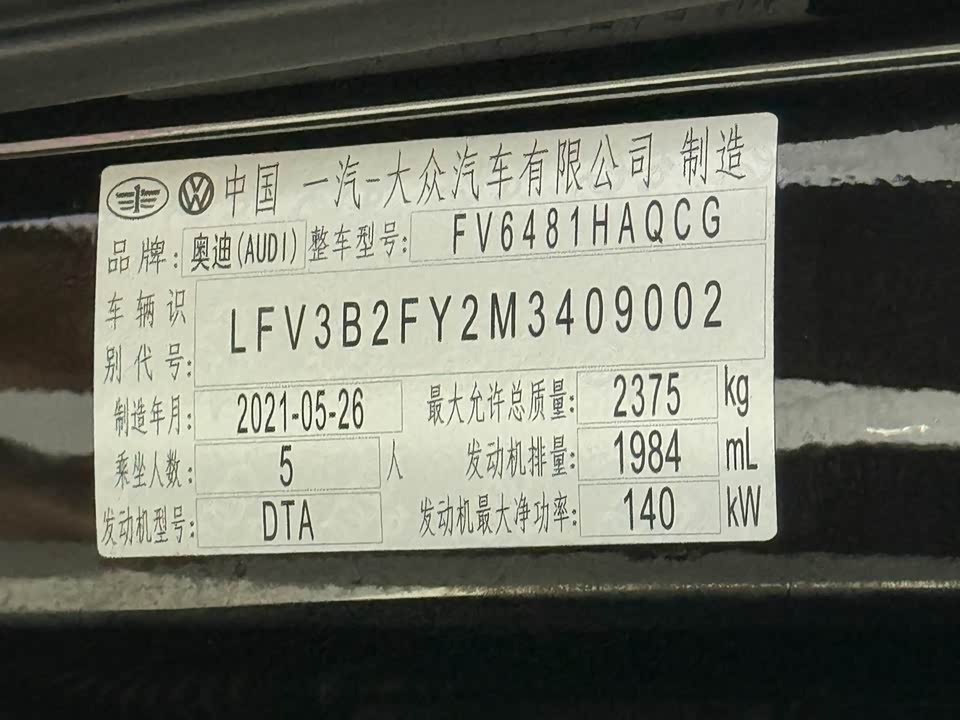 中国 一汽-大众汽车有限公司 制造
品牌: 奥迪(AUDI) 整车型号: FV6481HAQCG
车辆识别代号: LFV3B2FY2M3409002
制造年月: 2021-05-26 最大允许总质量: 2375 kg
乘坐人数: 5 人 发动机排量: 1984 mL
发动机型号: DTA 发动机最大净功率: 140 kW